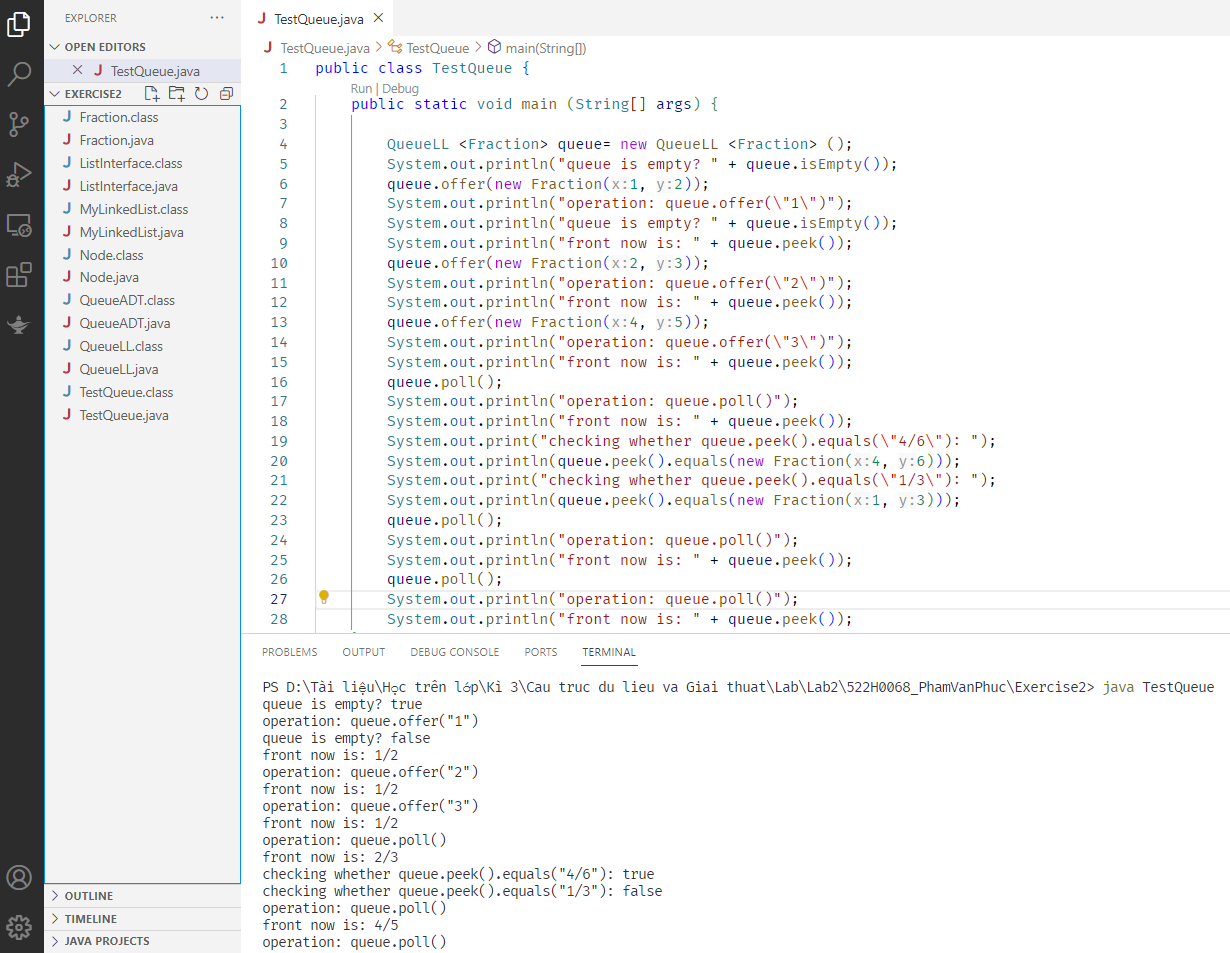 EXPLORER ...
OPEN EDITORS
J TestQueue.java
EXERCISE2
J Fraction.class
J Fraction.java
J ListInterface.class
J ListInterface.java
J MyLinkedList.class
J MyLinkedList.java
J Node.class
J Node.java
J QueueADT.class
J QueueADT.java
J QueueLL.class
J QueueLL.java
J TestQueue.class
J TestQueue.java
OUTLINE
TIMELINE
JAVA PROJECTS
J TestQueue.java
J TestQueue.java > TestQueue > main(String[])
1 public class TestQueue {
Run | Debug
2 public static void main (String[] args) {
3
4 QueueLL <Fraction> queue= new QueueLL <Fraction> ();
5 System.out.println("queue is empty? " + queue.isEmpty());
6 queue.offer(new Fraction(x:1, y:2));
7 System.out.println("operation: queue.offer(\"1\")");
8 System.out.println("queue is empty? " + queue.isEmpty());
9 System.out.println("front now is: " + queue.peek());
10 queue.offer(new Fraction(x:2, y:3));
11 System.out.println("operation: queue.offer(\"2\")");
12 System.out.println("front now is: " + queue.peek());
13 queue.offer(new Fraction(x:4, y:5));
14 System.out.println("operation: queue.offer(\"3\")");
15 System.out.println("front now is: " + queue.peek());
16 queue.poll();
17 System.out.println("operation: queue.poll()");
18 System.out.println("front now is: " + queue.peek());
19 System.out.print("checking whether queue.peek().equals(\"4/6\"): ");
20 System.out.println(queue.peek().equals(new Fraction(x:4, y:6)));
21 System.out.print("checking whether queue.peek().equals(\"1/3\"): ");
22 System.out.println(queue.peek().equals(new Fraction(x:1, y:3)));
23 queue.poll();
24 System.out.println("operation: queue.poll()");
25 System.out.println("front now is: " + queue.peek());
26 queue.poll();
27 System.out.println("operation: queue.poll()");
28 System.out.println("front now is: " + queue.peek());
PROBLEMS OUTPUT DEBUG CONSOLE PORTS TERMINAL
PS D:\Tài liệu\Học trên lớp\Kì 3\Cau truc du lieu va Giai thuat\Lab\Lab2\522H0068_PhamVanPhuc\Exercise2> java TestQueue
queue is empty? true
operation: queue.offer("1")
queue is empty? false
front now is: 1/2
operation: queue.offer("2")
front now is: 1/2
operation: queue.offer("3")
front now is: 1/2
operation: queue.poll()
front now is: 2/3
checking whether queue.peek().equals("4/6"): true
checking whether queue.peek().equals("1/3"): false
operation: queue.poll()
front now is: 4/5
operation: queue.poll()